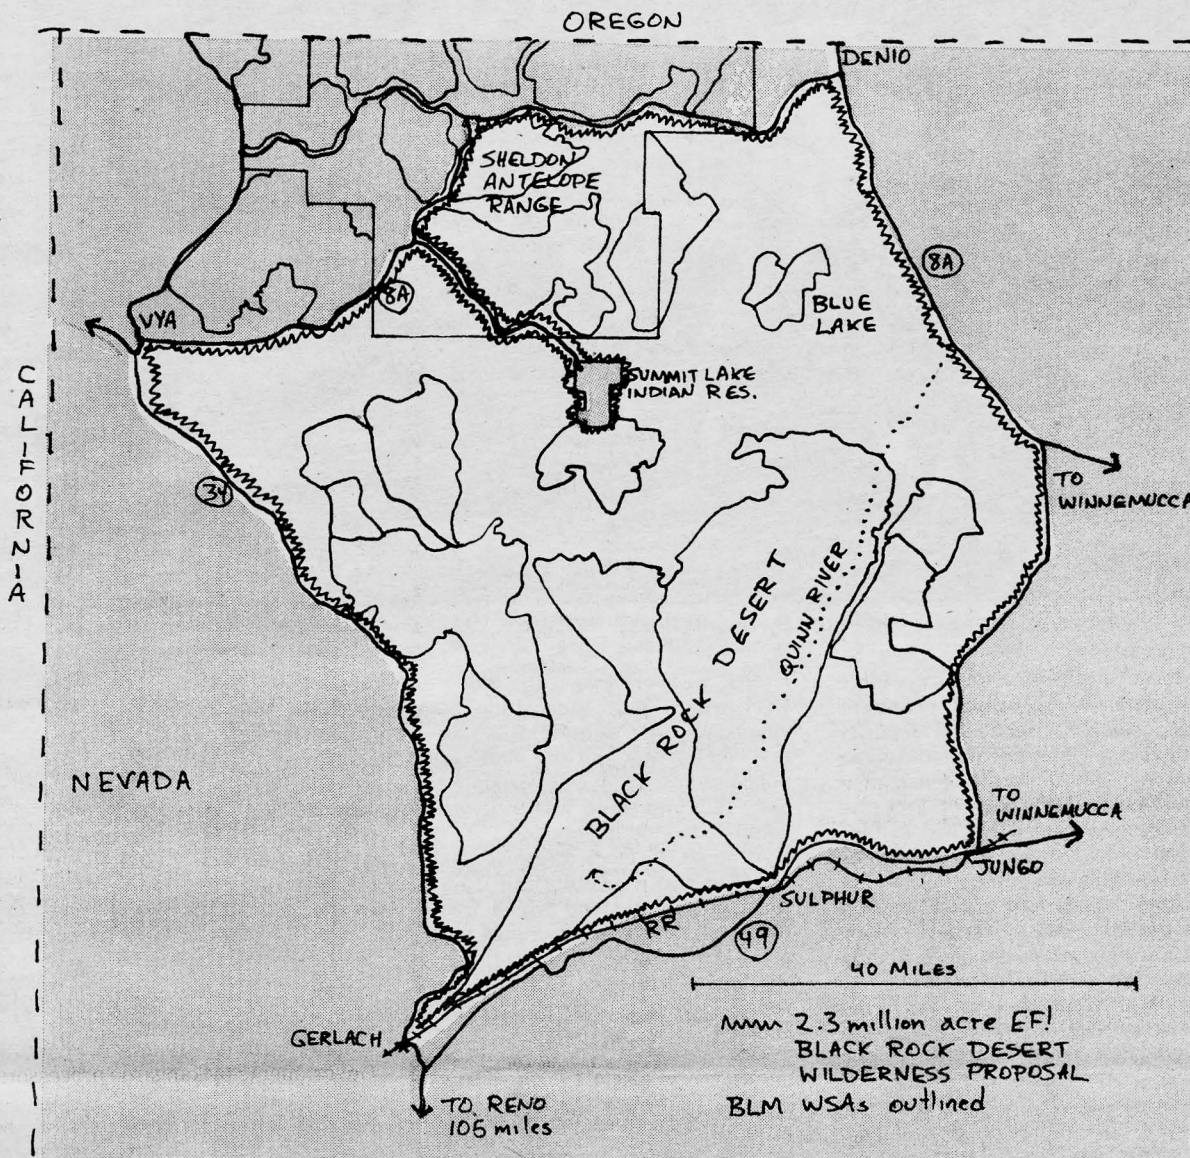 OREGON
DENIO
SHELDON
ANTELOPE
RANGE
8A
8A
BLUE
LAKE
VYA
CALIFORNIA
SUMMIT LAKE
INDIAN RES.
34
TO
WINNEMUCCA
BLACK ROCK DESERT
QUINN RIVER
NEVADA
TO
WINNEMUCCA
JUNGO
SULPHUR
RR
49
40 MILES
GERLACH
2.3 million acre EF!
BLACK ROCK DESERT
WILDERNESS PROPOSAL
BLM WSAs outlined
TO RENO
106 miles